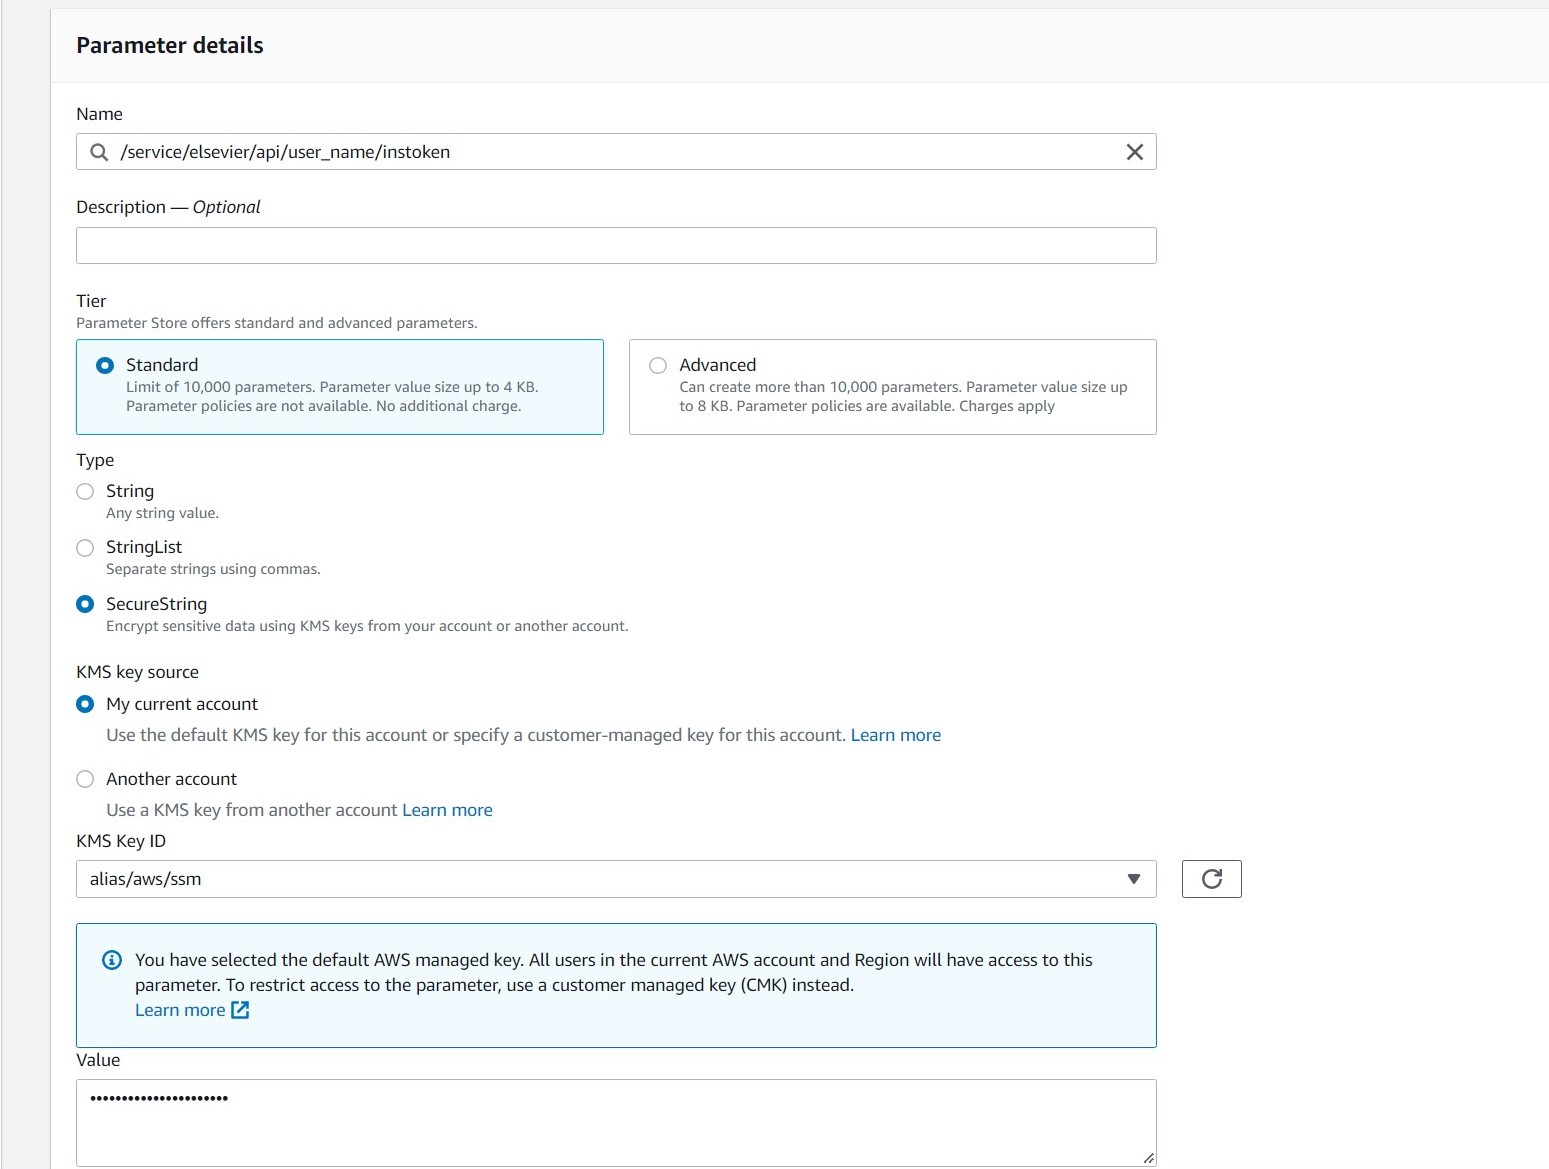 Parameter details
Name
/service/elsevier/api/user_name/instoken
Description — Optional
Tier
Parameter Store offers standard and advanced parameters.
Standard
Limit of 10,000 parameters. Parameter value size up to 4 KB.
Parameter policies are not available. No additional charge.
Advanced
Can create more than 10,000 parameters. Parameter value size up
to 8 KB. Parameter policies are available. Charges apply
Type
String
Any string value.
StringList
Separate strings using commas.
SecureString
Encrypt sensitive data using KMS keys from your account or another account.
KMS key source
My current account
Use the default KMS key for this account or specify a customer-managed key for this account. Learn more
Another account
Use a KMS key from another account Learn more
KMS Key ID
alias/aws/ssm
You have selected the default AWS managed key. All users in the current AWS account and Region will have access to this
parameter. To restrict access to the parameter, use a customer managed key (CMK) instead.
Learn more
Value
••••••••••••••••••••••